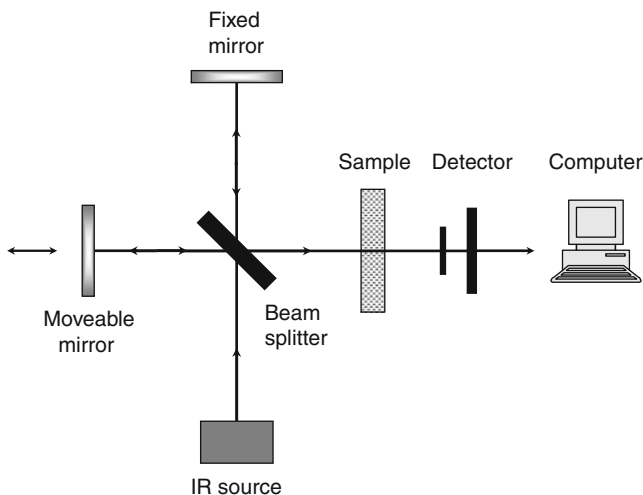 Fixed
mirror
Sample
Detector
Computer
Moveable
mirror
Beam
splitter
IR source